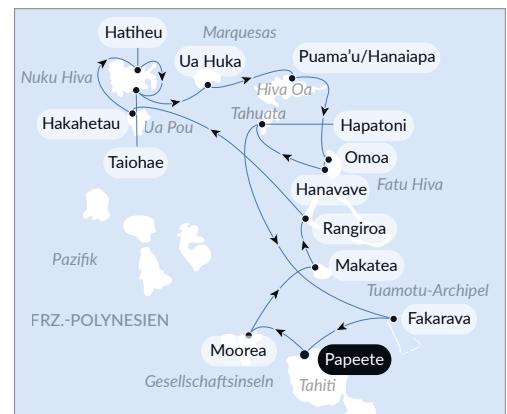 Hatiheu
Marquesas
Ua Huka
Puama'u/Hanaiapa
Nuku Hiva
Hiva Oa
Tahuata
Hakahetau
Ua Pou
Hapatoni
Taiohae
Omoa
Hanavave
Fatu Hiva
Rangiroa
Pazifik
Makatea
Tuamotu-Archipel
FRZ.-POLYNESIEN
Fakarava
Moorea
Papeete
Gesellschaftsinseln
Tahiti